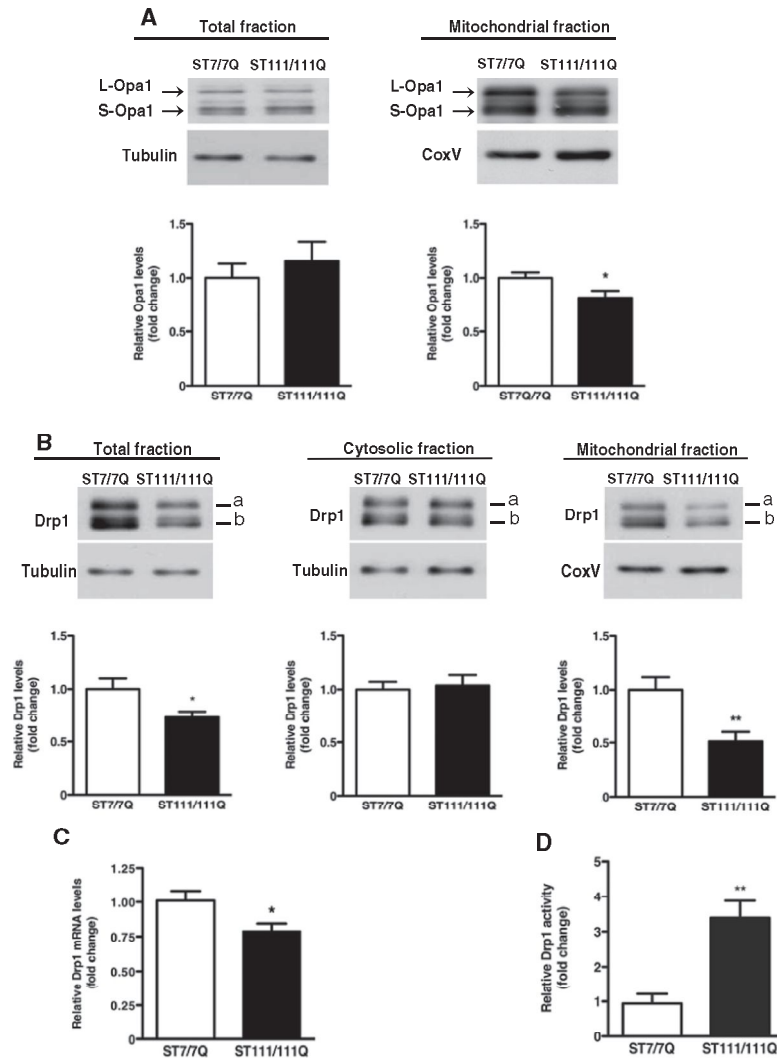 A
Total fraction
Mitochondrial fraction
ST7/7Q ST111/111Q
ST7/7Q ST111/111Q
L-Opa1
S-Opa1
Tubulin
L-Opa1
S-Opa1
CoxV
Relative Opa1 levels
(fold change)
1.5
1.0
0.5
0
ST7/7Q
ST111/111Q
Relative Opa1 levels
(fold change)
1.5
1.0
0.5
0
*
ST7Q/7Q
ST111/111Q
B
Total fraction
Cytosolic fraction
Mitochondrial fraction
ST7/7Q ST111/111Q
ST7/7Q ST111/111Q
ST7/7Q ST111/111Q
Drp1
a
b
Tubulin
Drp1
a
b
Tubulin
Drp1
a
b
CoxV
Relative Drp1 levels
(fold change)
1.5
1.0
0.5
0
*
ST7/7Q
ST111/111Q
Relative Drp1 levels
(fold change)
1.5
1.0
0.5
0
ST7/7Q
ST111/111Q
Relative Drp1 levels
(fold change)
1.5
1.0
0.5
0
**
ST7/7Q
ST111/111Q
C
Relative Drp1 mRNA levels
(fold change)
1.25
1.00
0.75
0.50
0.25
0
*
ST7/7Q
ST111/111Q
D
Relative Drp1 activity
(fold change)
5
4
3
2
1
0
**
ST7/7Q
ST111/111Q